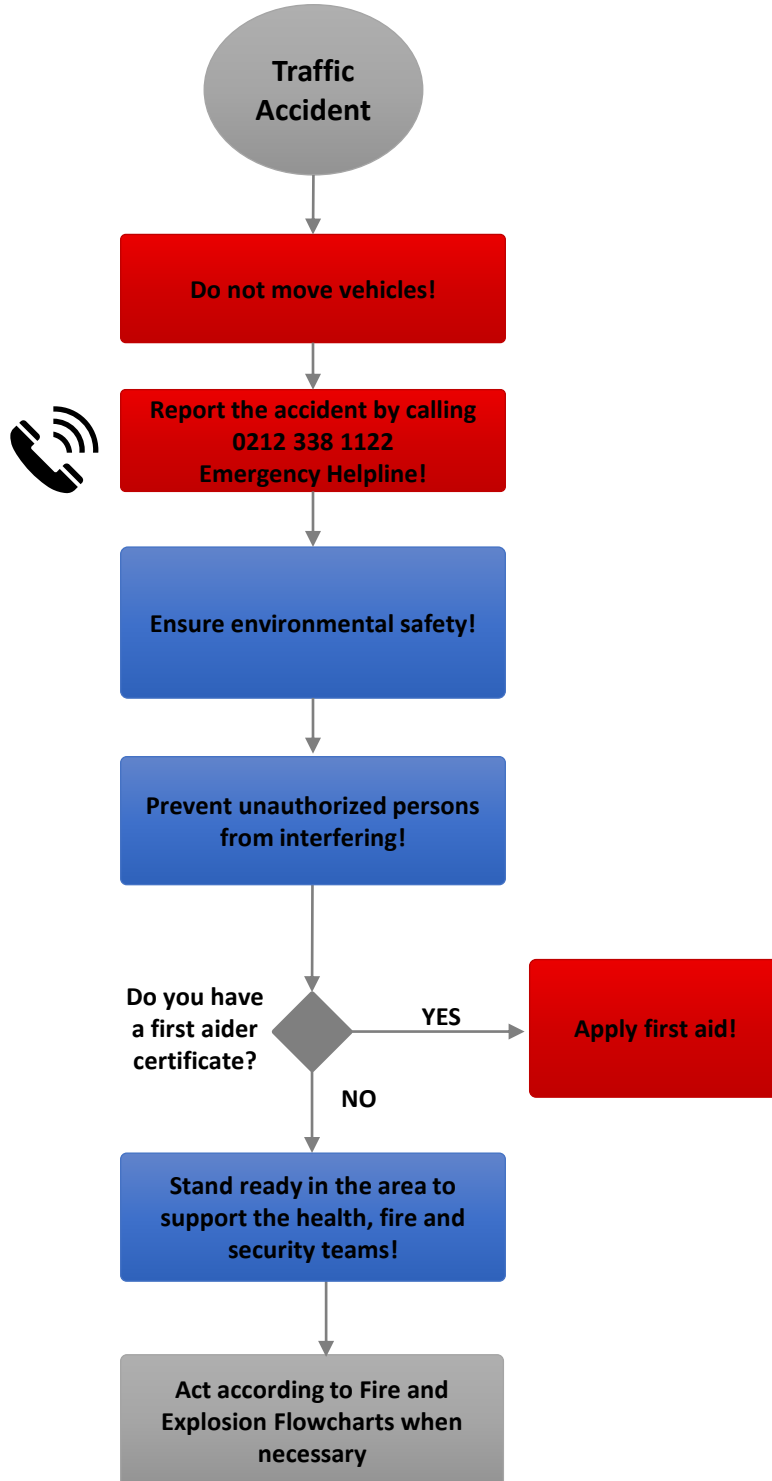 Traffic
Accident
Do not move vehicles!
Report the accident by calling
0212 338 1122
Emergency Helpline!
Ensure environmental safety!
Prevent unauthorized persons
from interfering!
Do you have
a first aider
certificate?
YES
Apply first aid!
NO
Stand ready in the area to
support the health, fire and
security teams!
Act according to Fire and
Explosion Flowcharts when
necessary